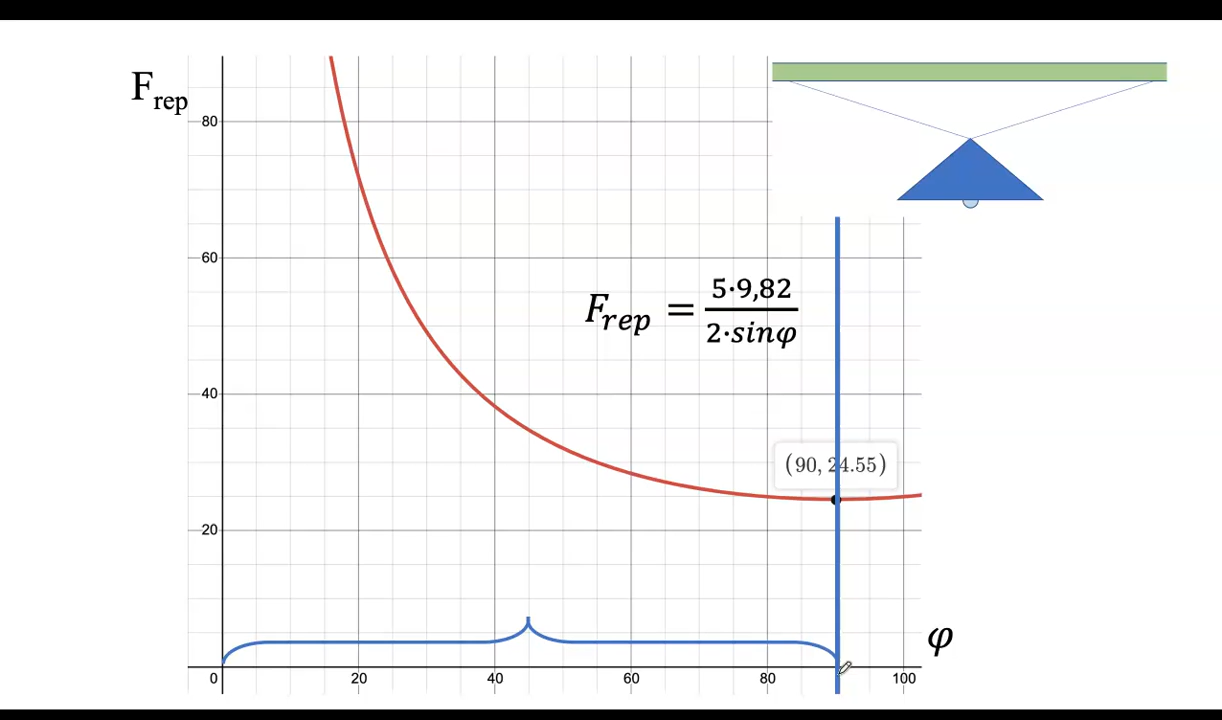 F_rep
80
60
40
20
F_rep = 5·9,82 / 2·sinφ
(90, 24.55)
φ
0 20 40 60 80 100